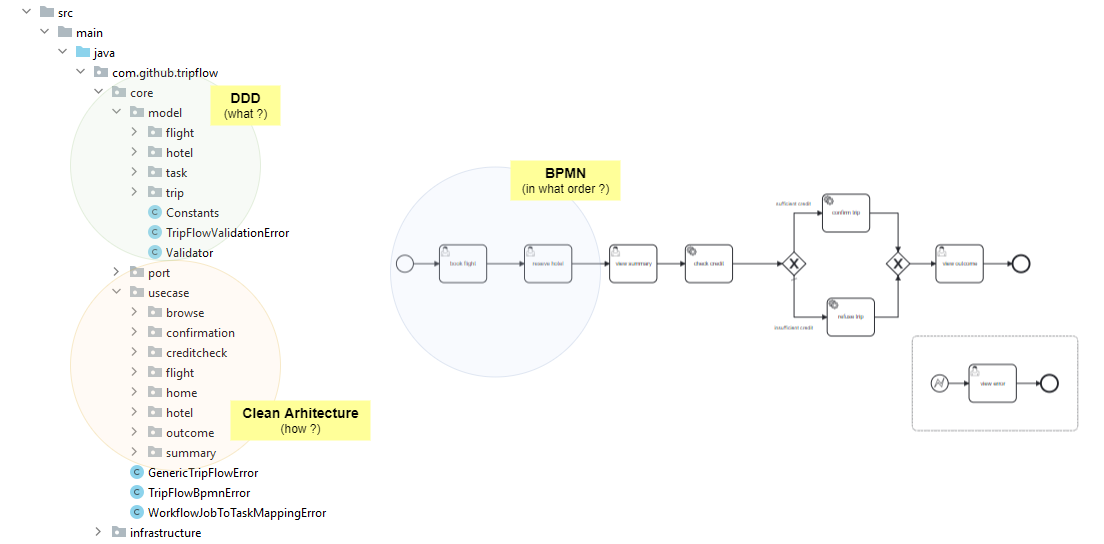 src
main
java
com.github.tripflow
core
model
flight
hotel
task
trip
Constants
TripFlowValidationError
Validator
port
usecase
browse
confirmation
creditcheck
flight
home
hotel
outcome
summary
GenericTripFlowError
TripFlowBpmnError
WorkflowJobToTaskMappingError
infrastructure
DDD
(what ?)
Clean Arhitecture
(how ?)
BPMN
(in what order ?)
book flight
reserve hotel
view summary
check credit
sufficient credit
confirm trip
insufficient credit
refuse trip
view outcome
view error